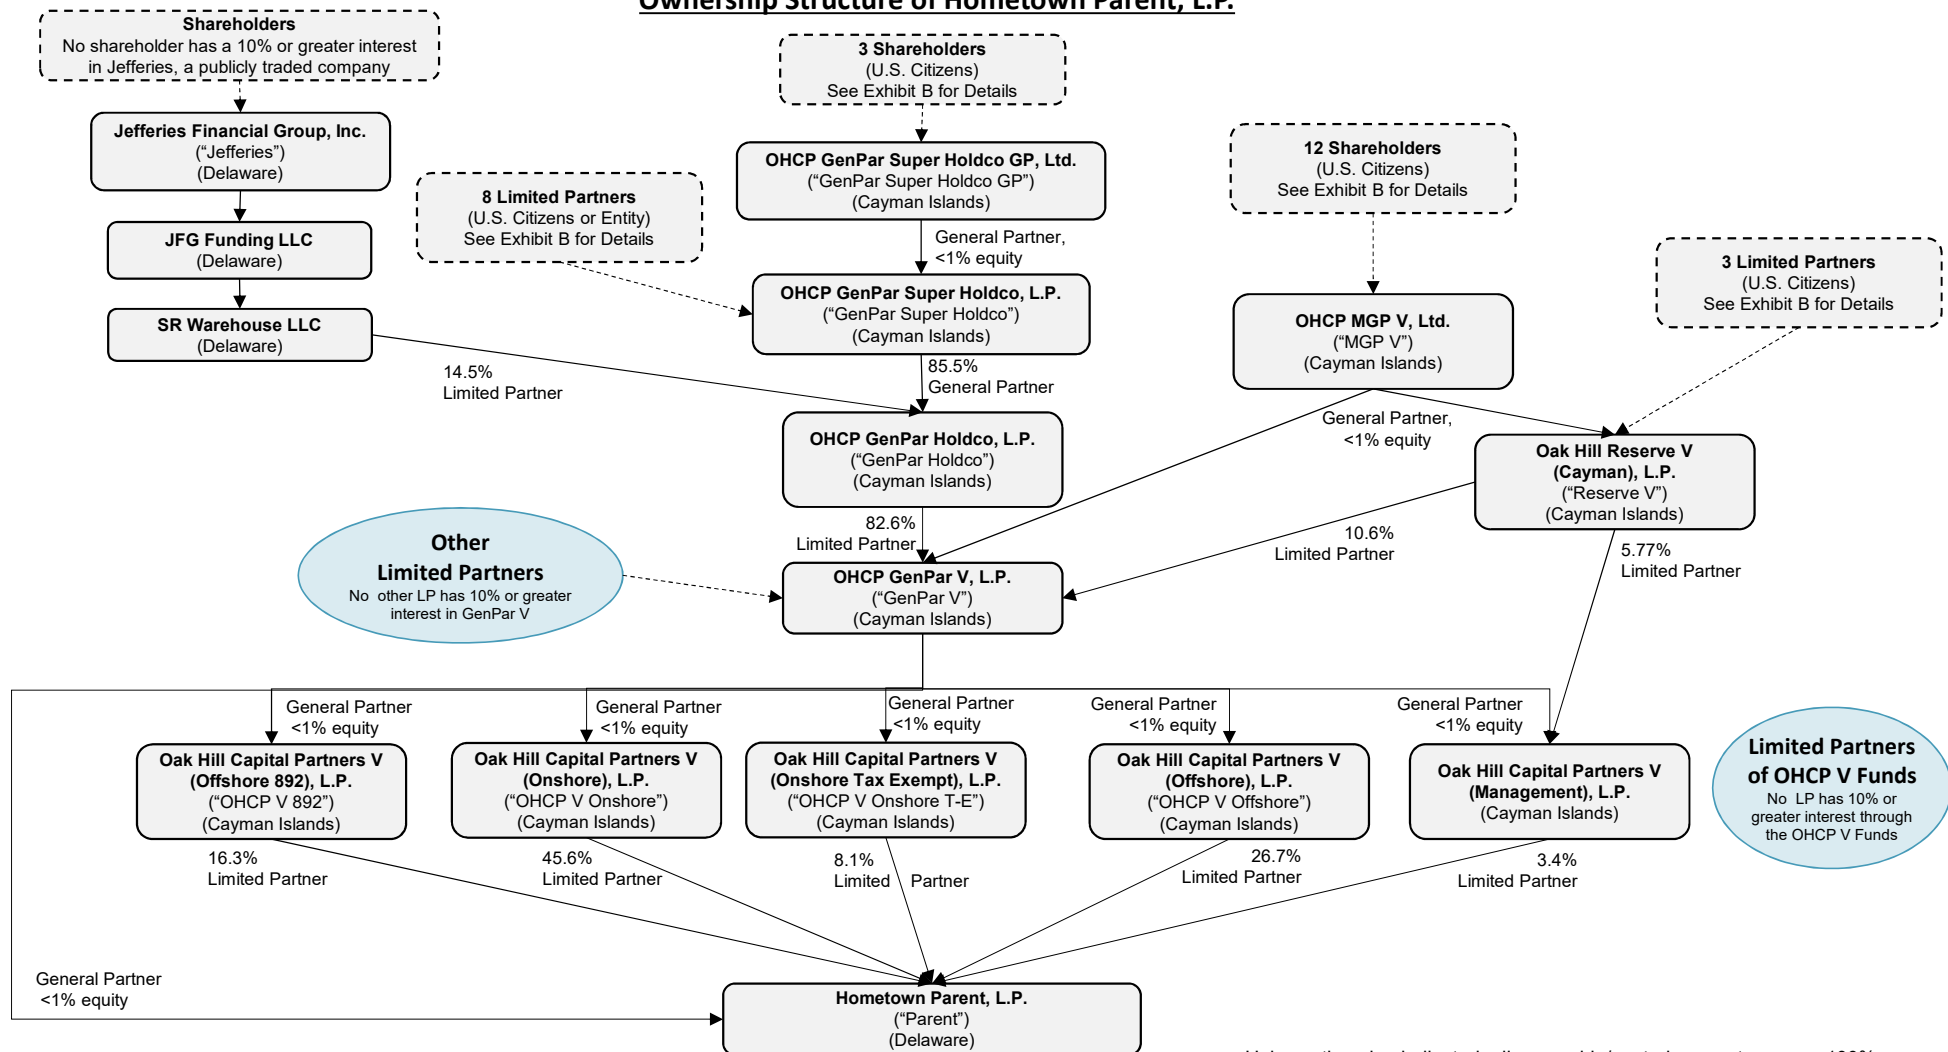 Ownership Structure of Hometown Parent, L.P.
Shareholders
No shareholder has a 10% or greater interest
in Jefferies, a publicly traded company
3 Shareholders
(U.S. Citizens)
See Exhibit B for Details
Jefferies Financial Group, Inc.
(“Jefferies”)
(Delaware)
OHCP GenPar Super Holdco GP, Ltd.
(“GenPar Super Holdco GP”)
(Cayman Islands)
12 Shareholders
(U.S. Citizens)
See Exhibit B for Details
8 Limited Partners
(U.S. Citizens or Entity)
See Exhibit B for Details
JFG Funding LLC
(Delaware)
General Partner,
<1% equity
3 Limited Partners
(U.S. Citizens)
See Exhibit B for Details
OHCP GenPar Super Holdco, L.P.
(“GenPar Super Holdco”)
(Cayman Islands)
SR Warehouse LLC
(Delaware)
OHCP MGP V, Ltd.
(“MGP V”)
(Cayman Islands)
14.5%
Limited Partner
85.5%
General Partner
General Partner,
<1% equity
OHCP GenPar Holdco, L.P.
(“GenPar Holdco”)
(Cayman Islands)
Oak Hill Reserve V
(Cayman), L.P.
(“Reserve V”)
(Cayman Islands)
82.6%
Limited Partner
10.6%
Limited Partner
5.77%
Limited Partner
Other
Limited Partners
No other LP has 10% or greater
interest in GenPar V
OHCP GenPar V, L.P.
(“GenPar V”)
(Cayman Islands)
General Partner
<1% equity
General Partner
<1% equity
General Partner
<1% equity
General Partner
<1% equity
General Partner
<1% equity
Oak Hill Capital Partners V
(Offshore 892), L.P.
(“OHCP V 892”)
(Cayman Islands)
Oak Hill Capital Partners V
(Onshore), L.P.
(“OHCP V Onshore”)
(Cayman Islands)
Oak Hill Capital Partners V
(Onshore Tax Exempt), L.P.
(“OHCP V Onshore T-E”)
(Cayman Islands)
Oak Hill Capital Partners V
(Offshore), L.P.
(“OHCP V Offshore”)
(Cayman Islands)
Oak Hill Capital Partners V
(Management), L.P.
(Cayman Islands)
Limited Partners
of OHCP V Funds
No LP has 10% or
greater interest through
the OHCP V Funds
16.3%
Limited Partner
45.6%
Limited Partner
8.1%
Limited Partner
26.7%
Limited Partner
3.4%
Limited Partner
General Partner
<1% equity
Hometown Parent, L.P.
(“Parent”)
(Delaware)